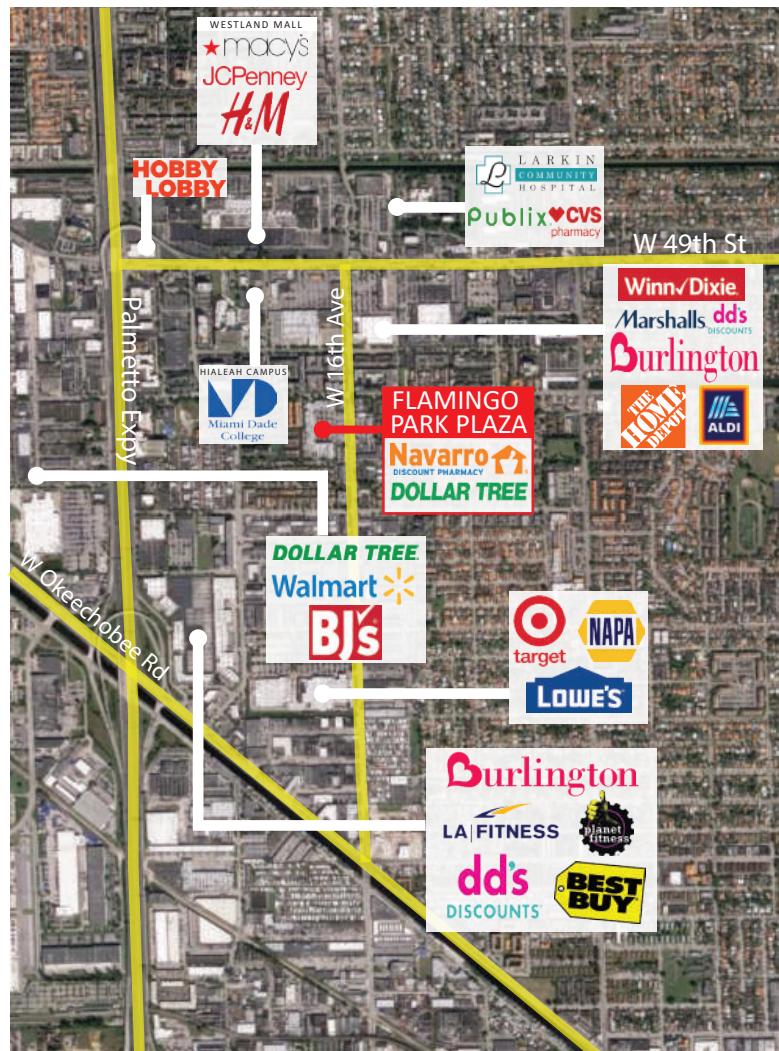 WESTLAND MALL
macy's
JCPenney
H&M
HOBBY
LOBBY
L
LARKIN
COMMUNITY
HOSPITAL
Publix
CVS
pharmacy
W 49th St
Winn Dixie
Marshalls
dd's
DISCOUNTS
Burlington
THE
HOME
DEPOT
ALDI
Palmetto Expy
W 16th Ave
HIALEAH CAMPUS
MD
Miami Dade
College
FLAMINGO
PARK PLAZA
Navarro
DISCOUNT PHARMACY
DOLLAR TREE
DOLLAR TREE
Walmart
BJ's
W Okeechobee Rd
target
NAPA
LOWE'S
Burlington
LA FITNESS
planet
fitness
dd's
DISCOUNTS
BEST
BUY